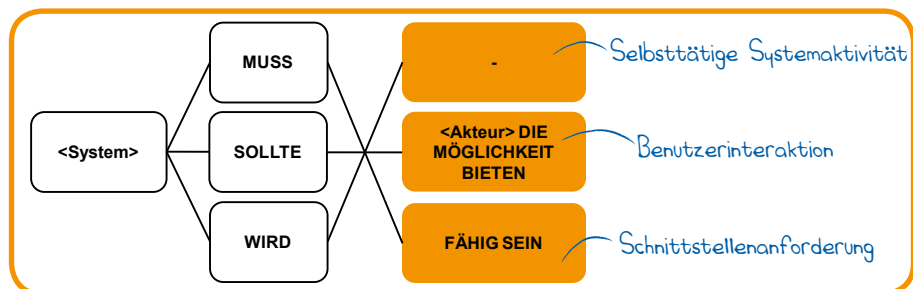 <System>
MUSS
SOLLTE
WIRD
-
<Akteur> DIE
MÖGLICHKEIT
BIETEN
FÄHIG SEIN
Selbsttätige Systemaktivität
Benutzerinteraktion
Schnittstellenanforderung